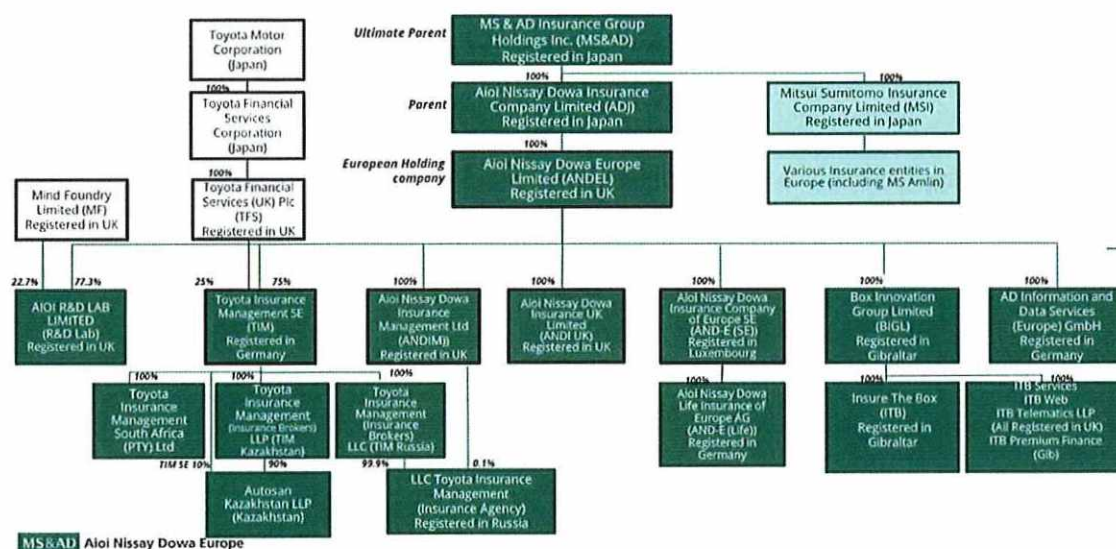 Toyota Motor
Corporation
(Japan)
Ultimate Parent
MS & AD Insurance Group
Holdings Inc. (MS&AD)
Registered in Japan
100%
100%
100%
Toyota Financial
Services
Corporation
(Japan)
Parent
Aioi Nissay Dowa Insurance
Company Limited (ADJ)
Registered in Japan
Mitsui Sumitomo Insurance
Company Limited (MSI)
Registered in Japan
100%
100%
Mind Foundry
Limited (MF)
Registered in UK
Toyota Financial
Services (UK) Plc
(TFS)
Registered in UK
European Holding
company
Aioi Nissay Dowa Europe
Limited (ANDEL)
Registered in UK
Various Insurance entities in
Europe (including MS Amlin)
22.7%
77.3%
25%
75%
100%
100%
100%
100%
100%
AIOI R&D LAB
LIMITED
(R&D Lab)
Registered in UK
Toyota Insurance
Management SE
(TIM)
Registered in
Germany
Aioi Nissay Dowa
Insurance
Management Ltd
(ANDIM))
Registered in UK
Aioi Nissay Dowa
Insurance UK
Limited
(ANDI UK)
Registered in UK
Aioi Nissay Dowa
Insurance Company
of Europe SE
(AND-E (SE))
Registered in
Luxembourg
Box Innovation
Group Limited
(BIGL)
Registered in
Gibraltar
AD Information and
Data Services
(Europe) GmbH
Registered in
Germany
100%
100%
100%
100%
100%
100%
Toyota
Insurance
Management
South Africa
(PTY) Ltd
Toyota
Insurance
Management
(Insurance Brokers)
LLP (TIM
Kazakhstan)
Toyota
Insurance
Management
(Insurance
Brokers)
LLC (TIM Russia)
Aioi Nissay Dowa
Life Insurance of
Europe AG
(AND-E (Life))
Registered in
Germany
Insure The Box
(ITB)
Registered in
Gibraltar
ITB Services
ITB Web
ITB Telematics LLP
(All Registered in UK)
ITB Premium Finance
(Gib)
TIM SE 10%
90%
99.9%
0.1%
Autosan
Kazakhstan LLP
(Kazakhstan)
LLC Toyota Insurance
Management
(Insurance Agency)
Registered in Russia
MS&AD Aioi Nissay Dowa Europe